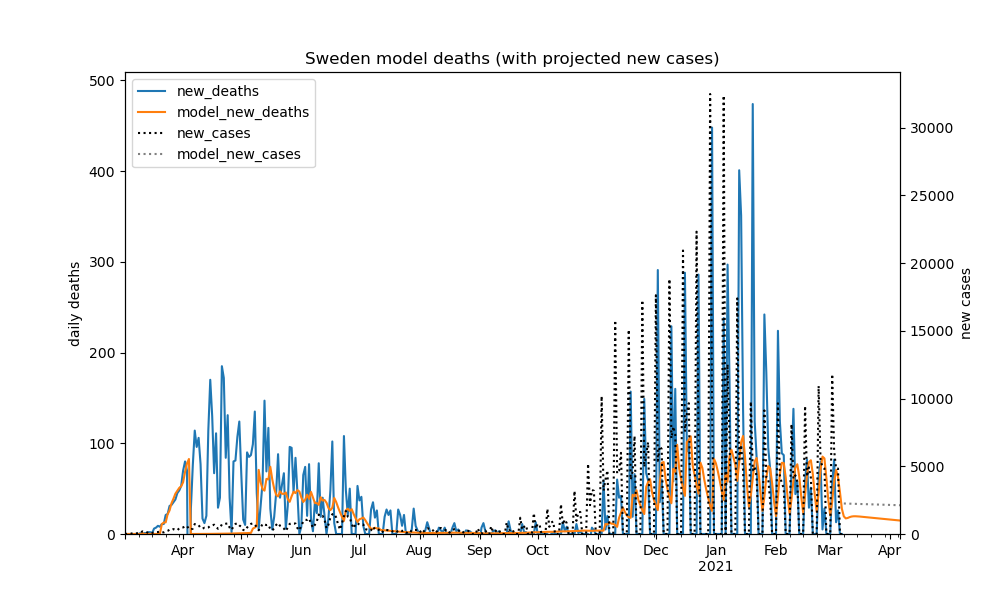 Sweden model deaths (with projected new cases)
new_deaths
model_new_deaths
new_cases
model_new_cases
daily deaths
500
400
300
200
100
0
new cases
30000
25000
20000
15000
10000
5000
0
Apr May Jun Jul Aug Sep Oct Nov Dec Jan Feb Mar Apr
2021